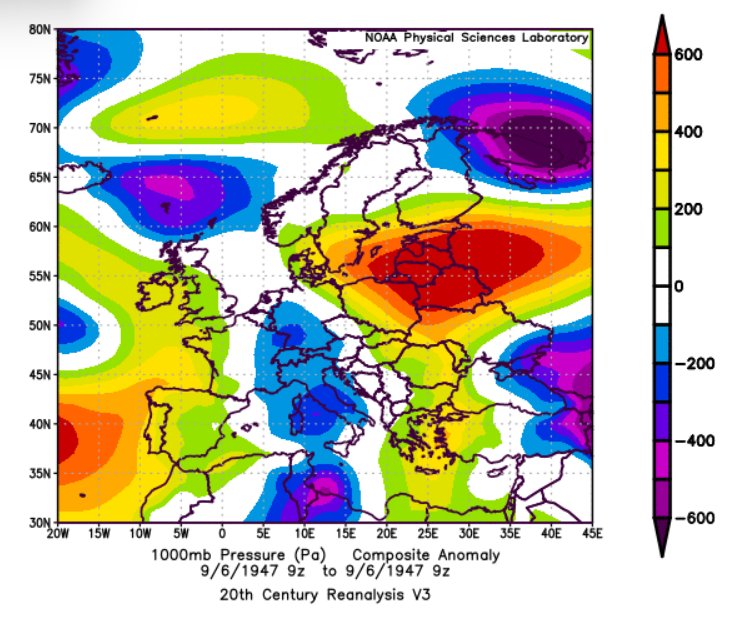 NOAA Physical Sciences Laboratory
80N
75N
70N
65N
60N
55N
50N
45N
40N
35N
30N
20W 15W 10W 5W 0 5E 10E 15E 20E 25E 30E 35E 40E 45E
600
400
200
0
−200
−400
−600
1000mb Pressure (Pa) Composite Anomaly
9/6/1947 9z to 9/6/1947 9z
20th Century Reanalysis V3